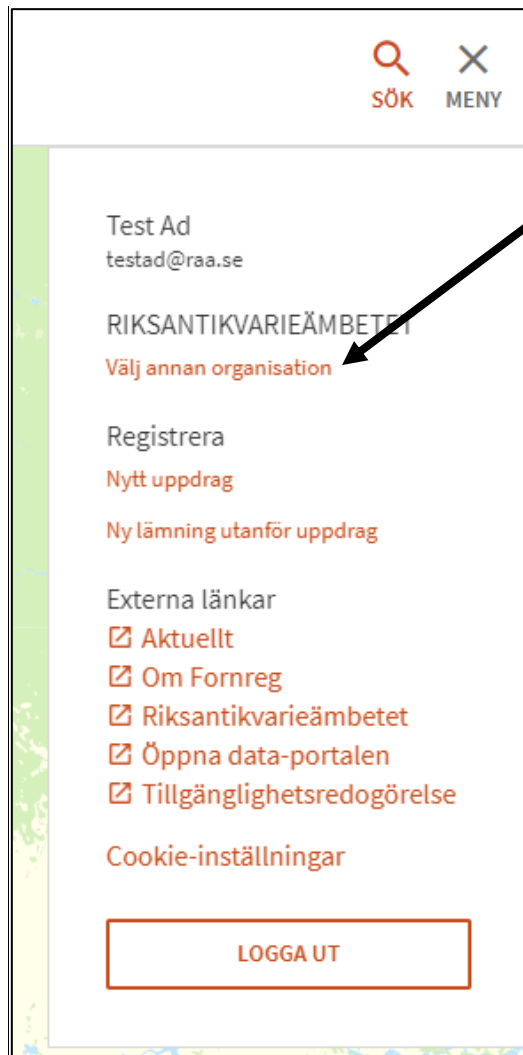 SÖK MENY
Test Ad
testad@raa.se
RIKSANTIKVARIEÄMBETET
Välj annan organisation
Registrera
Nytt uppdrag
Ny lämning utanför uppdrag
Externa länkar
Aktuellt
Om Fornreg
Riksantikvarieämbetet
Öppna data-portalen
Tillgänglighetsredogörelse
Cookie-inställningar
LOGGA UT